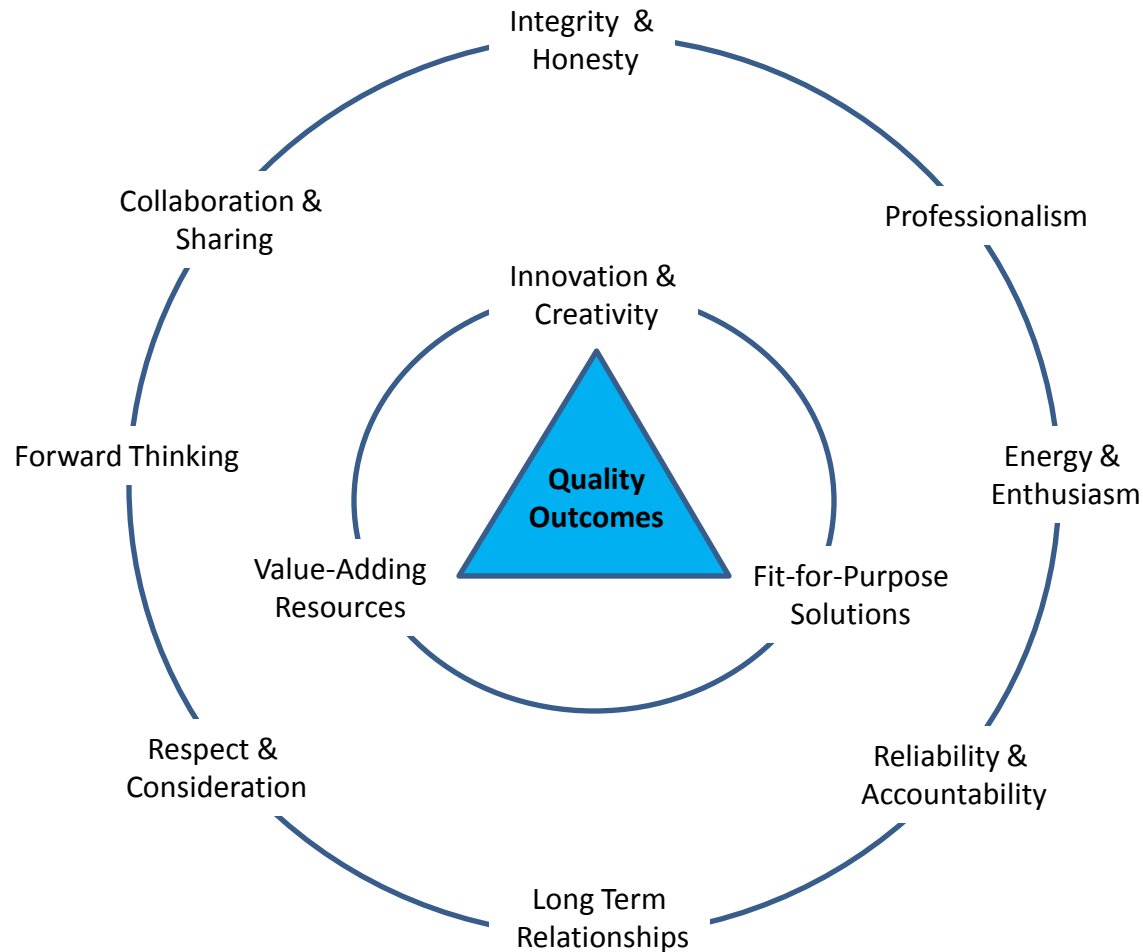 Integrity &
Honesty
Collaboration &
Sharing
Professionalism
Innovation &
Creativity
Forward Thinking
Quality
Outcomes
Energy &
Enthusiasm
Value-Adding
Resources
Fit-for-Purpose
Solutions
Respect &
Consideration
Reliability &
Accountability
Long Term
Relationships